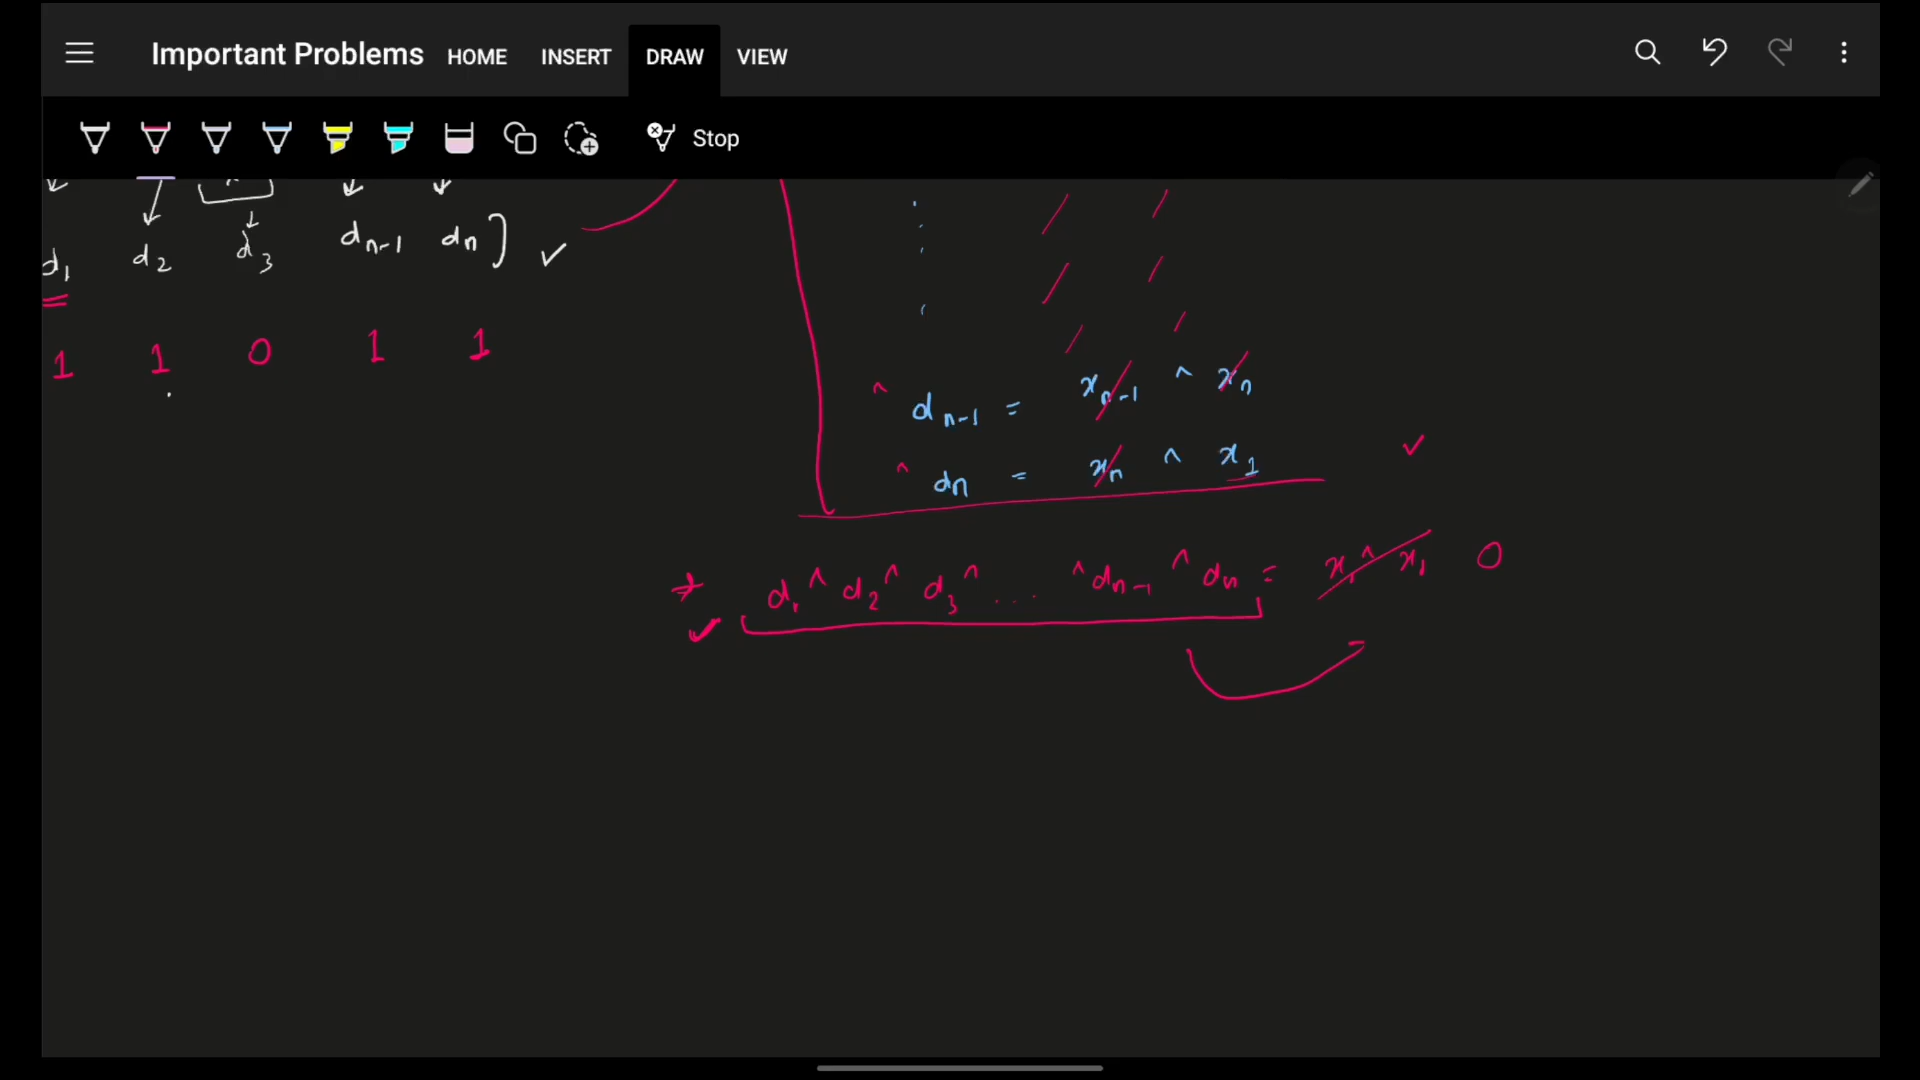 Important Problems HOME INSERT DRAW VIEW
Stop
d1 d2 d3 dn-1 dn] ✓
1 1 0 1 1
^ dn-1 = xn-1 ^ xn
^ dn = xn ^ x1 ✓
d1 ^ d2 ^ d3 ^ ... ^ dn-1 ^ dn = x1 ^ x1 0